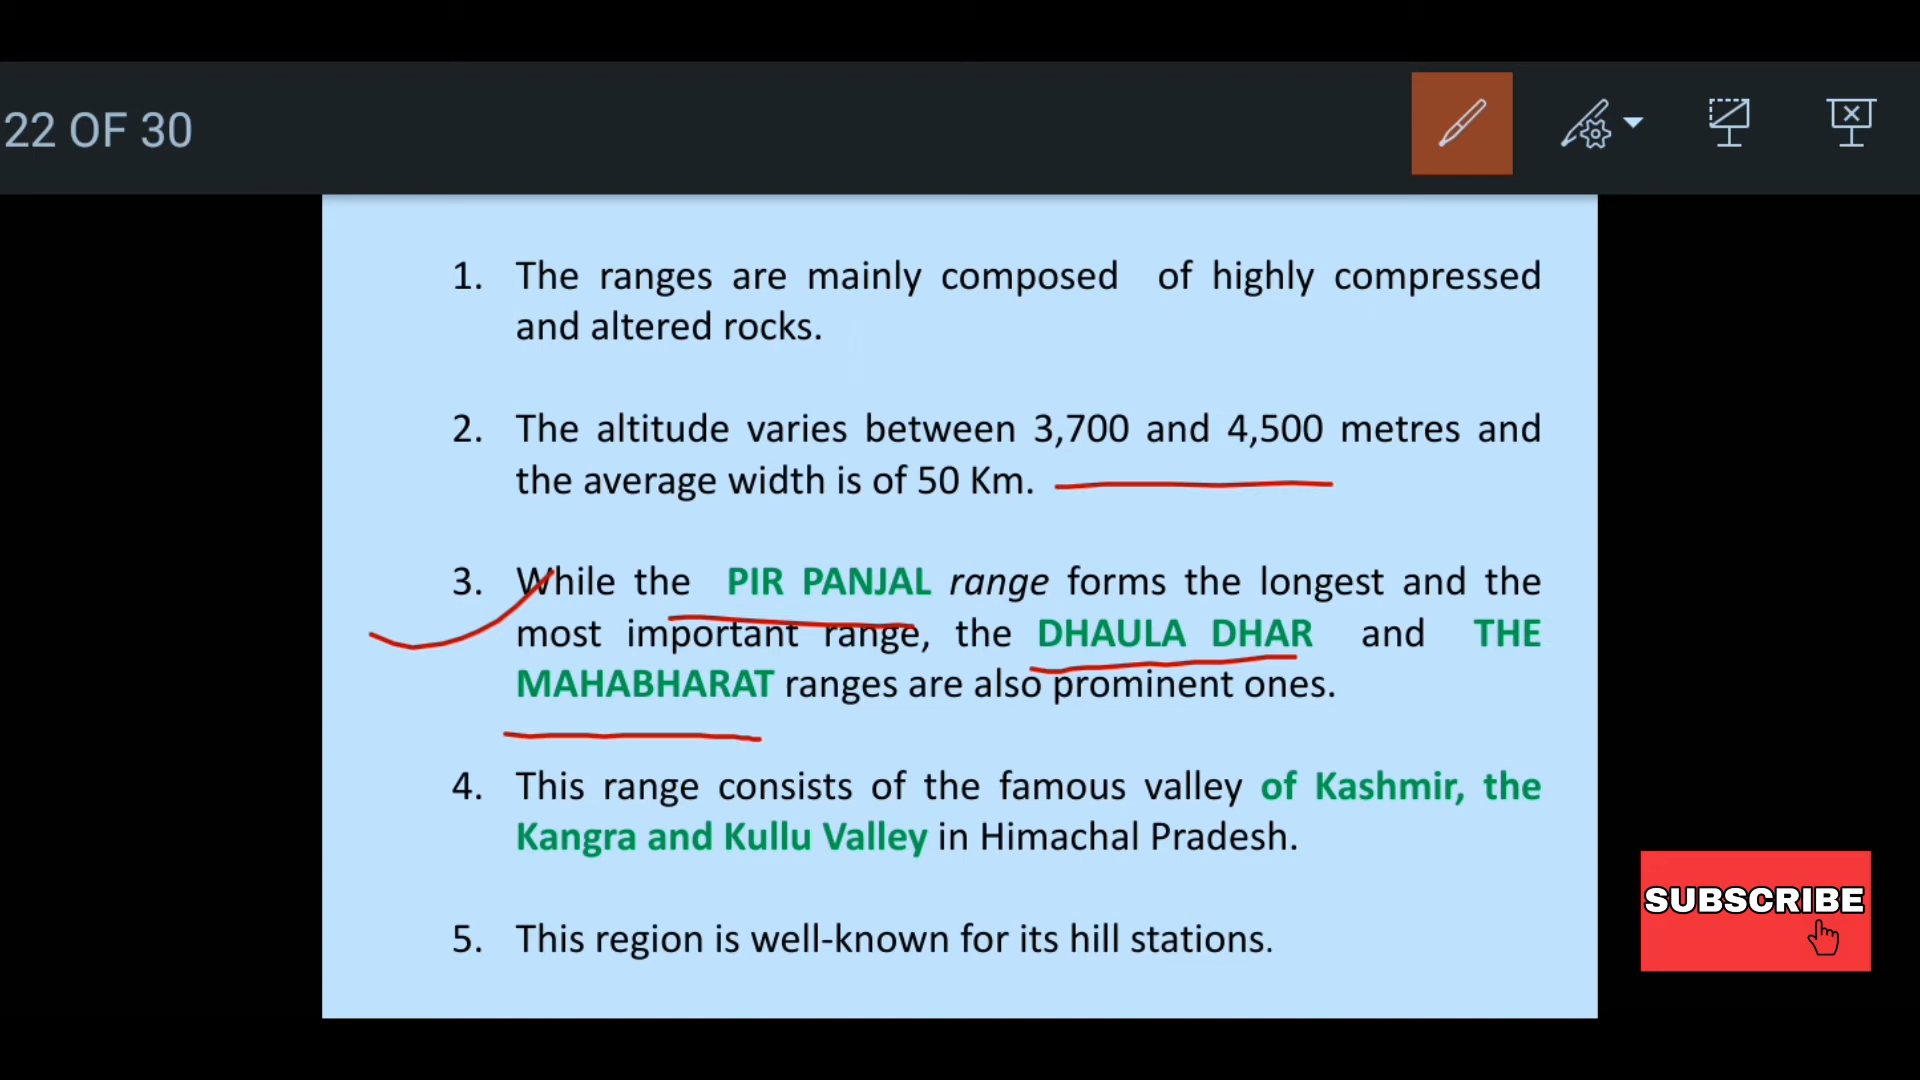 22 OF 30
1. The ranges are mainly composed of highly compressed
and altered rocks.
2. The altitude varies between 3,700 and 4,500 metres and
the average width is of 50 Km.
3. While the PIR PANJAL range forms the longest and the
most important range, the DHAULA DHAR and THE
MAHABHARAT ranges are also prominent ones.
4. This range consists of the famous valley of Kashmir, the
Kangra and Kullu Valley in Himachal Pradesh.
5. This region is well-known for its hill stations.
SUBSCRIBE